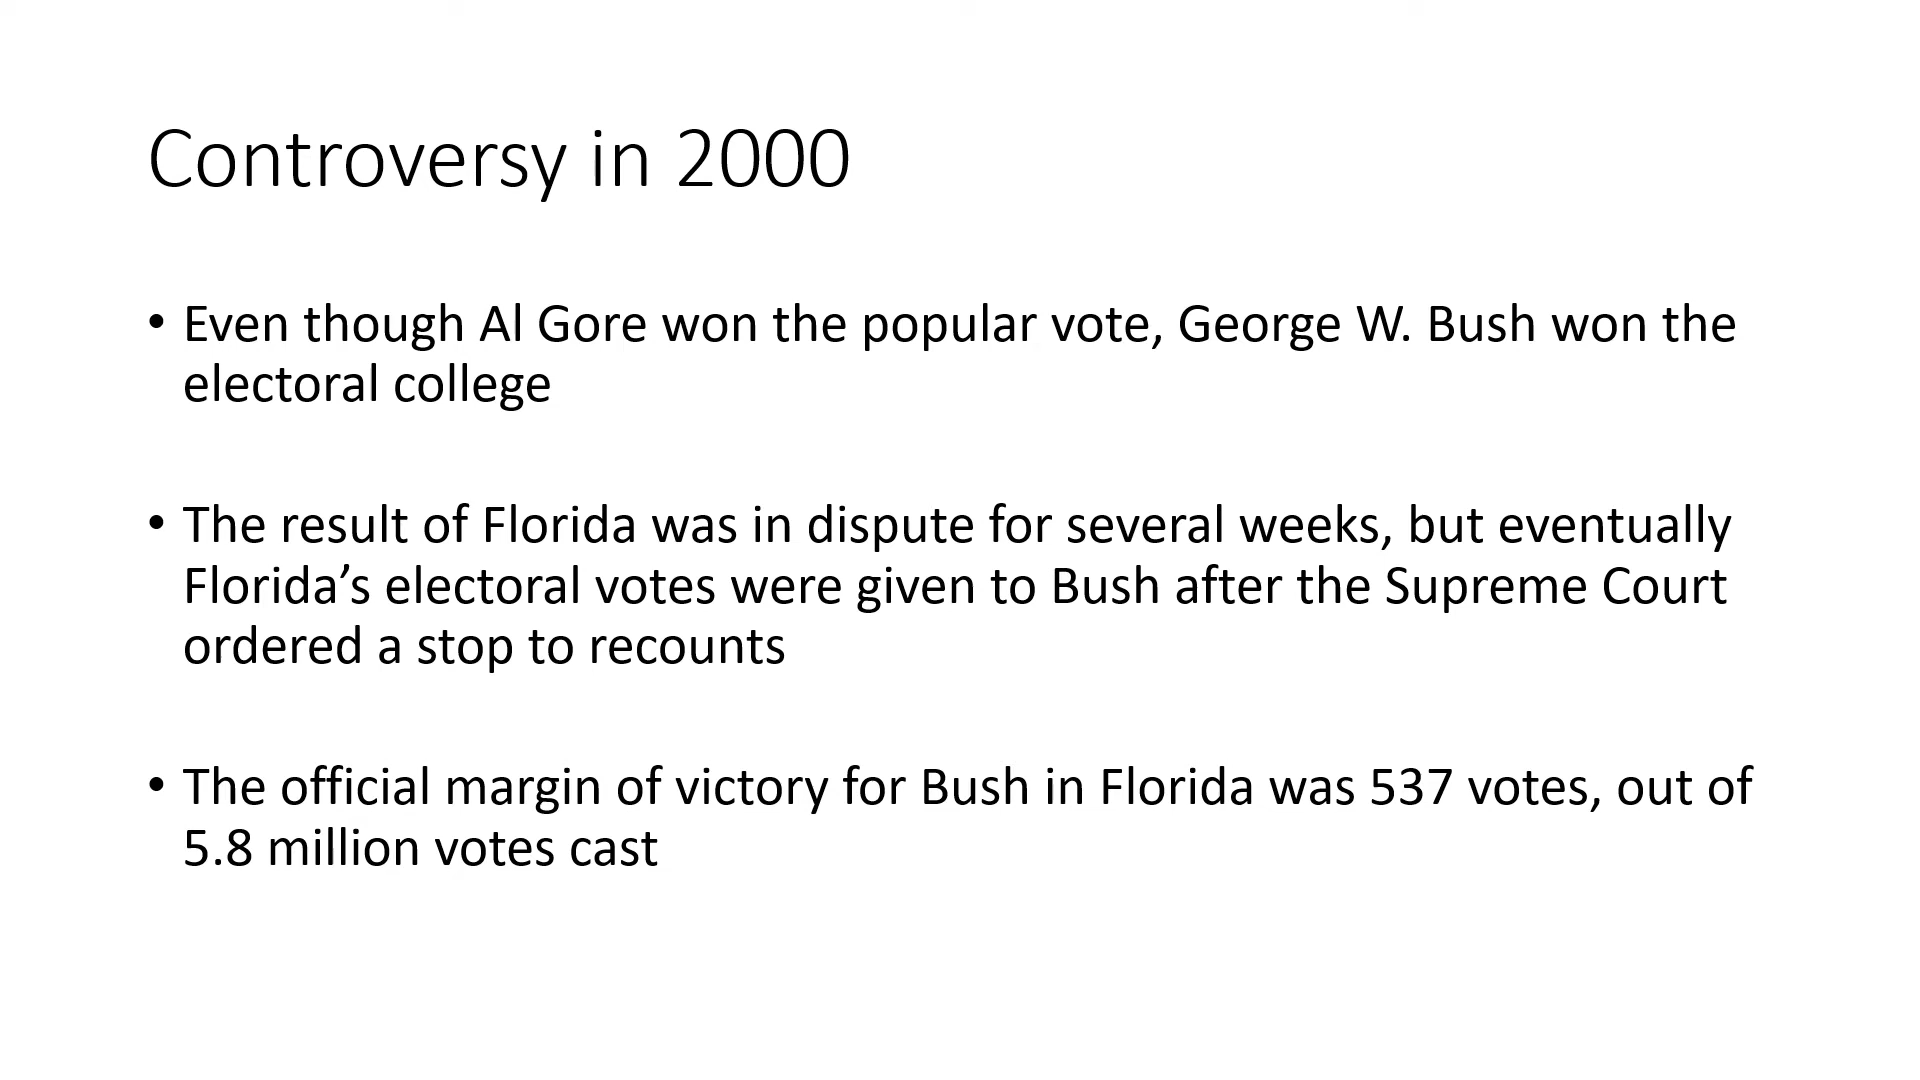 Controversy in 2000
• Even though Al Gore won the popular vote, George W. Bush won the
electoral college
• The result of Florida was in dispute for several weeks, but eventually
Florida’s electoral votes were given to Bush after the Supreme Court
ordered a stop to recounts
• The official margin of victory for Bush in Florida was 537 votes, out of
5.8 million votes cast